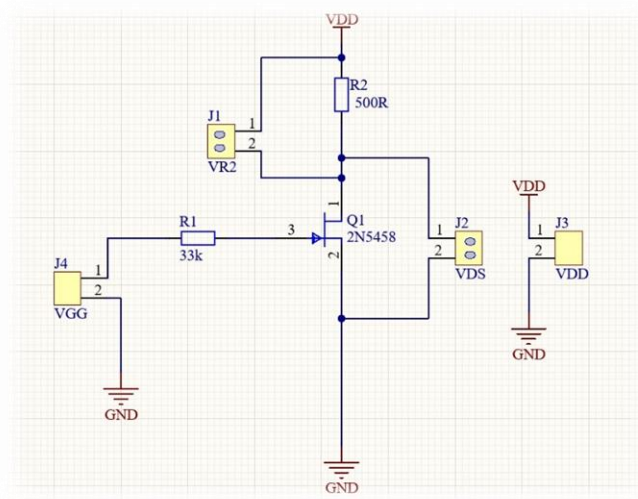 VDD
R2
500R
J1
1
2
VR2
1
Q1
2N5458
3
2
R1
33k
J4
1
2
VGG
GND
J2
1
2
VDS
VDD
J3
1
2
VDD
GND
GND